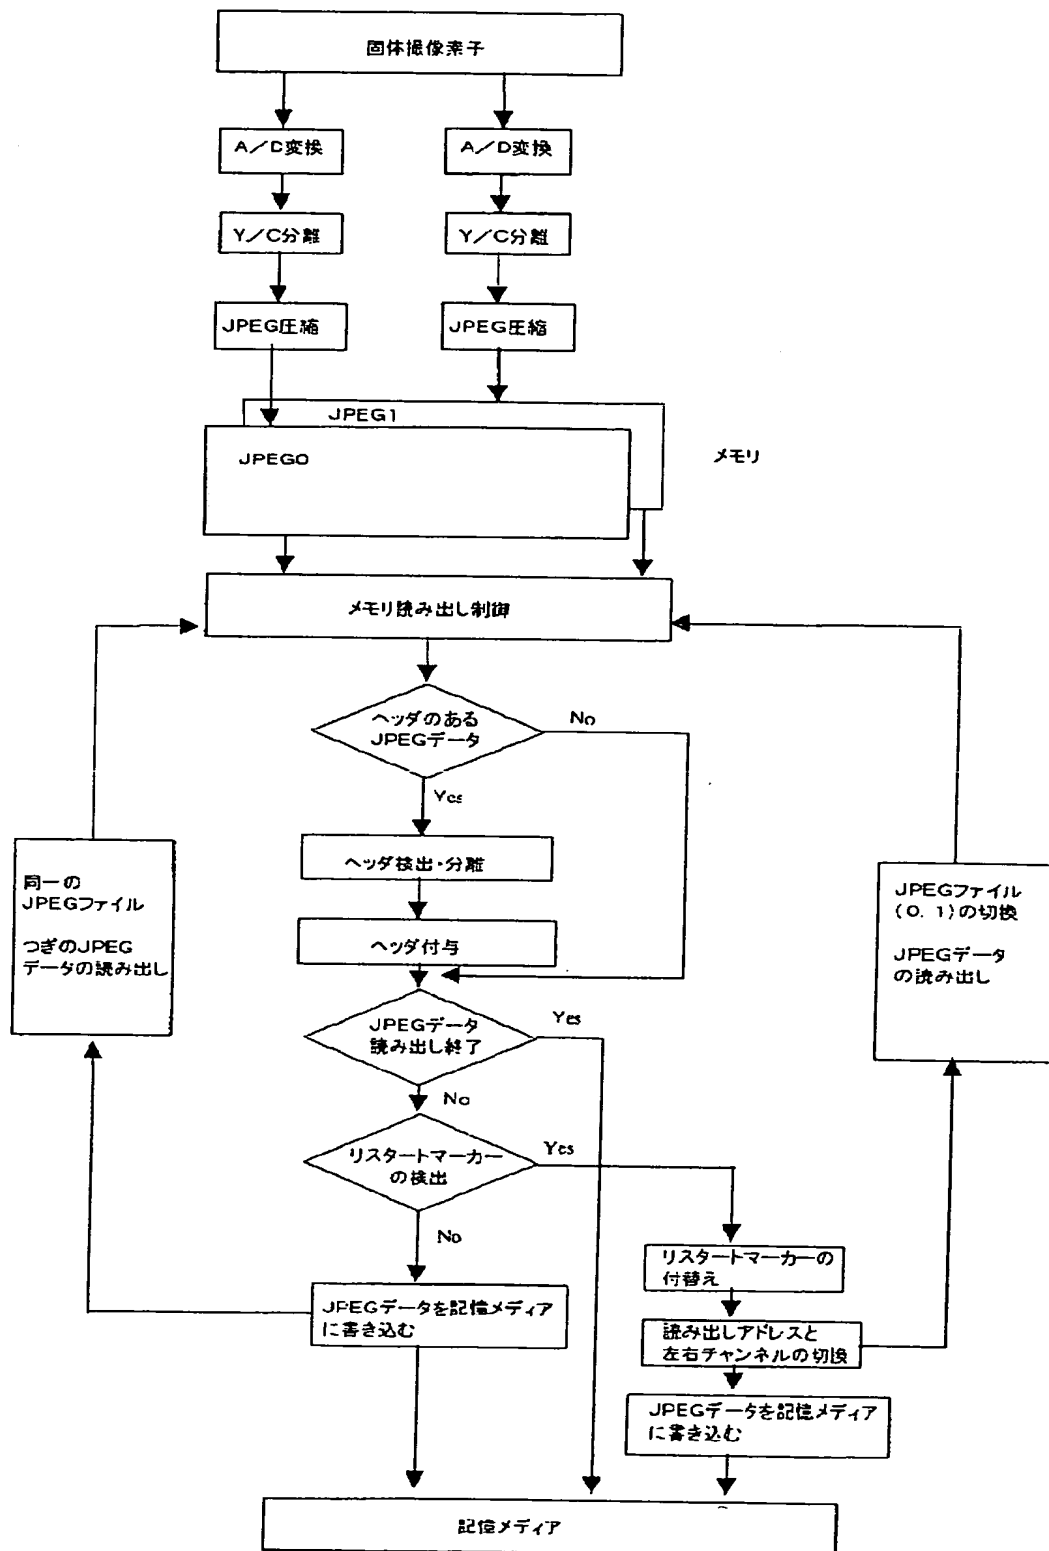 固体撮像素子
A/D変換
A/D変換
Y/C分離
Y/C分離
JPEG圧縮
JPEG圧縮
JPEG1
JPEG0
メモリ
メモリ読み出し制御
ヘッダのある
JPEGデータ
No
Yes
ヘッダ検出・分離
ヘッダ付与
同一の
JPEGファイル
つぎのJPEG
データの読み出し
JPEGファイル
(0. 1)の切換
JPEGデータ
の読み出し
JPEGデータ
読み出し終了
Yes
No
リスタートマーカー
の検出
Yes
No
リスタートマーカーの
付替え
JPEGデータを記憶メディア
に書き込む
読み出しアドレスと
左右チャンネルの切換
JPEGデータを記憶メディア
に書き込む
記憶メディア